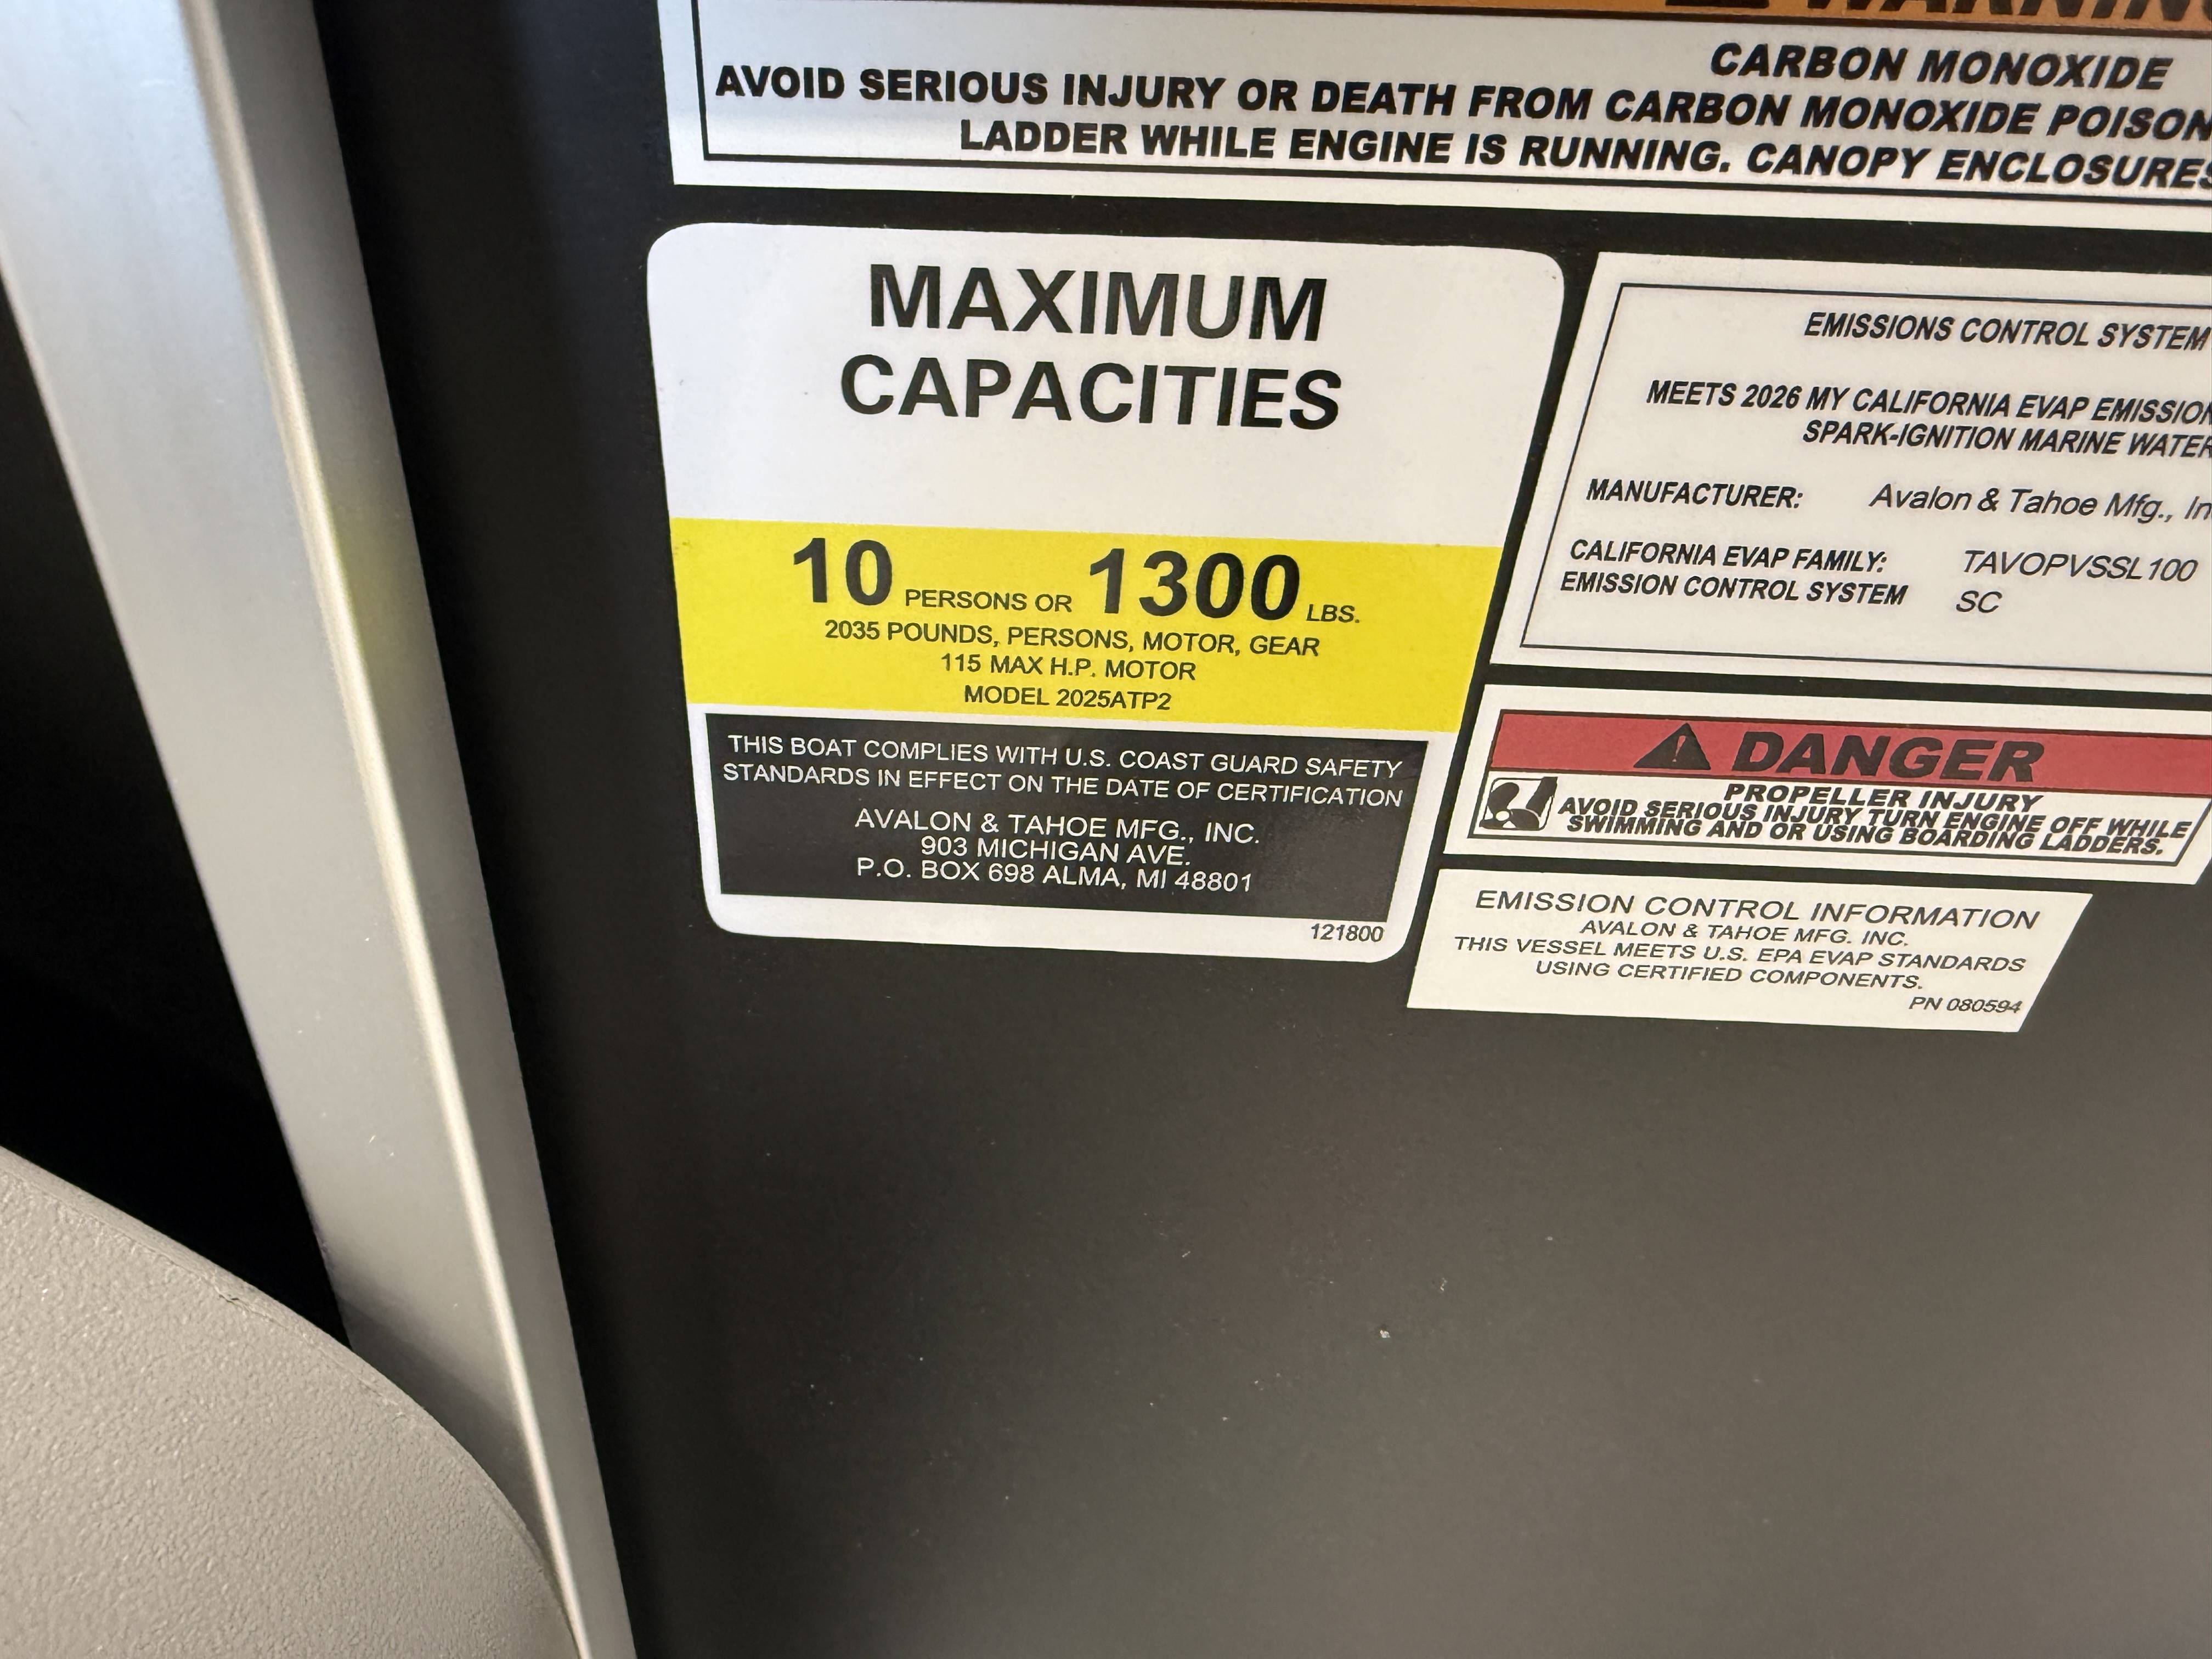 WARNING
CARBON MONOXIDE
AVOID SERIOUS INJURY OR DEATH FROM CARBON MONOXIDE
LADDER WHILE ENGINE IS RUNNING. CANOPY ENCLOSURES
MAXIMUM
CAPACITIES
10 PERSONS OR 1300 LBS.
2035 POUNDS, PERSONS, MOTOR, GEAR
115 MAX H.P. MOTOR
MODEL 2025ATP2
THIS BOAT COMPLIES WITH U.S. COAST GUARD SAFETY
STANDARDS IN EFFECT ON THE DATE OF CERTIFICATION
AVALON & TAHOE MFG., INC.
903 MICHIGAN AVE.
P.O. BOX 698 ALMA, MI 48801
121800
EMISSIONS CONTROL SYSTEM
MEETS 2026 MY CALIFORNIA EVAP
SPARK-IGNITION MARINE
MANUFACTURER: Avalon & Tahoe Mfg.,
CALIFORNIA EVAP FAMILY: TAVOPVSSL100
EMISSION CONTROL SYSTEM SC
DANGER
PROPELLER INJURY
AVOID SERIOUS INJURY TURN ENGINE OFF WHILE
SWIMMING AND OR USING BOARDING LADDERS.
EMISSION CONTROL INFORMATION
AVALON & TAHOE MFG. INC.
THIS VESSEL MEETS U.S. EPA EVAP STANDARDS
USING CERTIFIED COMPONENTS.
PN 080594